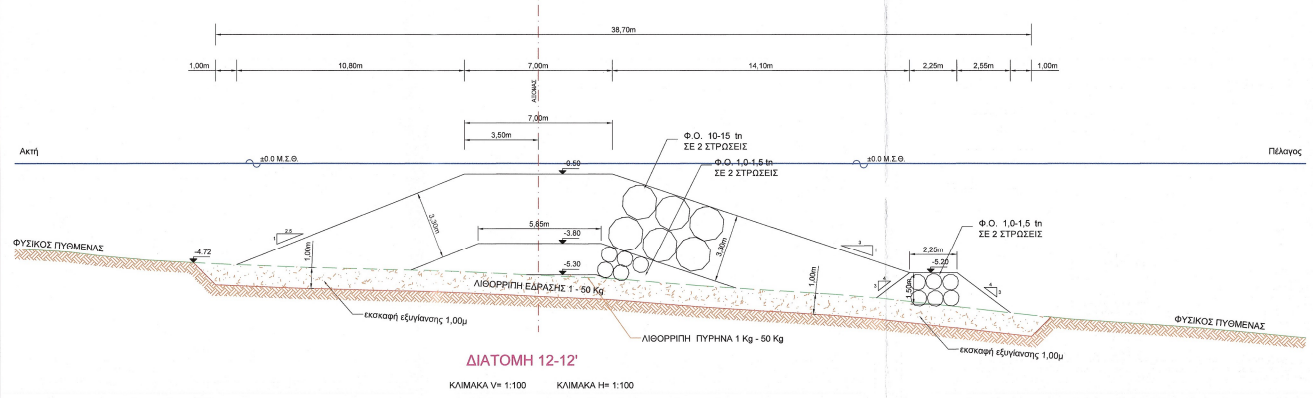 38,70m
1,00m
10,80m
7,00m
14,10m
2,25m
2,55m
1,00m
ΑΞΟΝΑΣ
7,00m
3,50m
Ακτή
±0.0 Μ.Σ.Θ.
Φ.Ο. 10-15 tn
ΣΕ 2 ΣΤΡΩΣΕΙΣ
Φ.Ο. 1,0-1,5 tn
ΣΕ 2 ΣΤΡΩΣΕΙΣ
±0.0 Μ.Σ.Θ.
Πέλαγος
-0.50
3,30m
5,85m
-3.80
3,30m
Φ.Ο. 1,0-1,5 tn
ΣΕ 2 ΣΤΡΩΣΕΙΣ
2,25m
-5.20
1,50m
1
2.5
3
1
3
4
4
3
ΦΥΣΙΚΟΣ ΠΥΘΜΕΝΑΣ
-4.72
1,00m
-5.30
1,00m
ΛΙΘΟΡΡΙΠΗ ΕΔΡΑΣΗΣ 1 - 50 Kg
εκσκαφή εξυγίανσης 1,00μ
ΛΙΘΟΡΡΙΠΗ ΠΥΡΗΝΑ 1 Kg - 50 Kg
ΦΥΣΙΚΟΣ ΠΥΘΜΕΝΑΣ
εκσκαφή εξυγίανσης 1,00μ
ΔΙΑΤΟΜΗ 12-12'
ΚΛΙΜΑΚΑ V= 1:100 ΚΛΙΜΑΚΑ H= 1:100